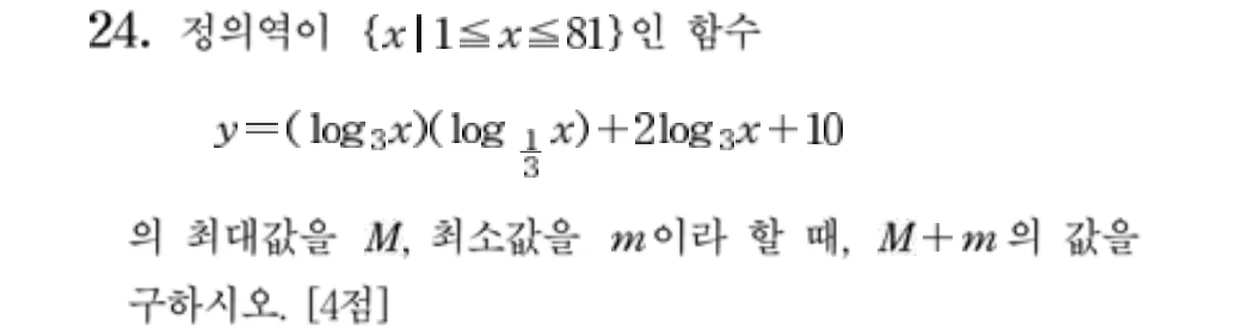 24. 정의역이 {x|1≦x≦81}인 함수
y=(log₃x)(log_{1/3}x)+2log₃x+10
의 최대값을 M, 최소값을 m이라 할 때, M+m의 값을
구하시오. [4점]